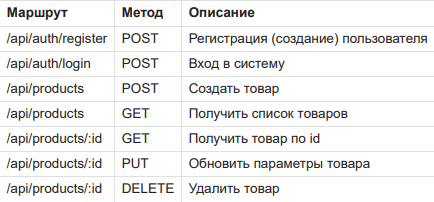 Маршрут Метод Описание
/api/auth/register POST Регистрация (создание) пользователя
/api/auth/login POST Вход в систему
/api/products POST Создать товар
/api/products GET Получить список товаров
/api/products/:id GET Получить товар по id
/api/products/:id PUT Обновить параметры товара
/api/products/:id DELETE Удалить товар